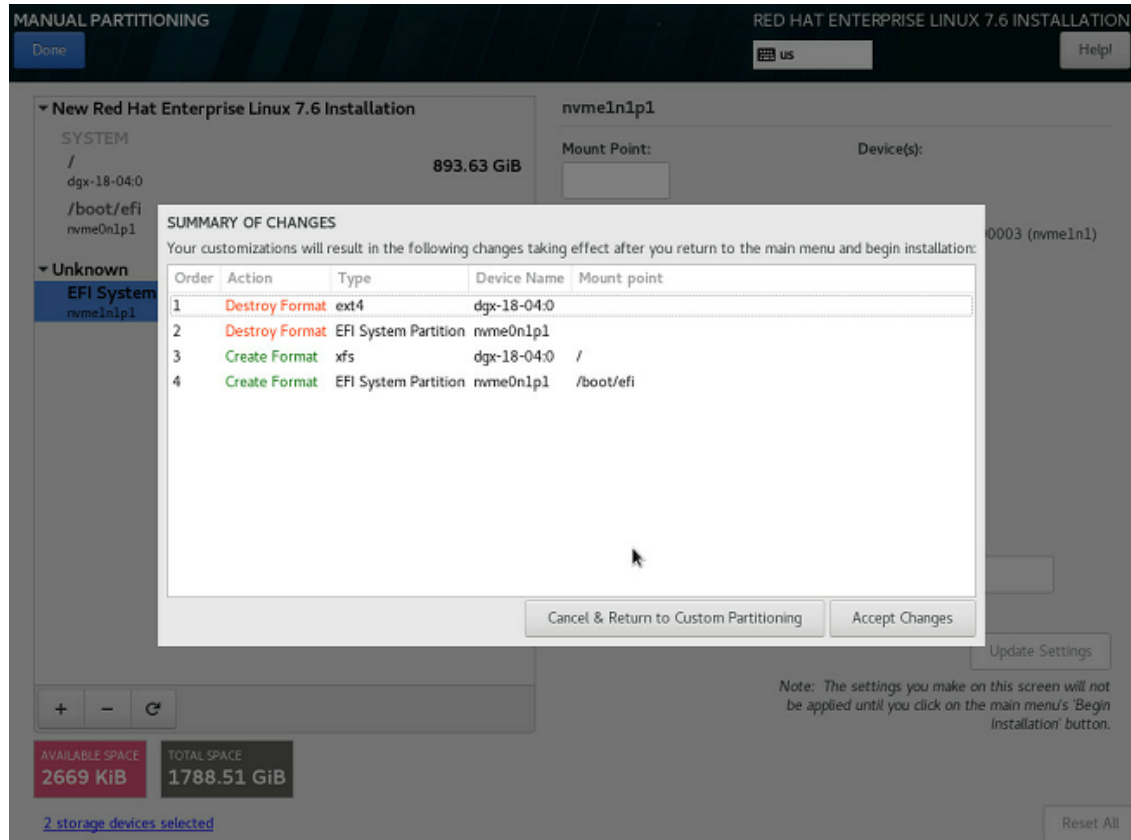 MANUAL PARTITIONING
RED HAT ENTERPRISE LINUX 7.6 INSTALLATION
Done
us
Help!
New Red Hat Enterprise Linux 7.6 Installation
SYSTEM
/
893.63 GiB
dgx-18-04:0
/boot/efi
nvme0n1p1
Unknown
EFI System
nvme1n1p1
nvme1n1p1
Mount Point:
Device(s):
0003 (nvme1n1)
SUMMARY OF CHANGES
Your customizations will result in the following changes taking effect after you return to the main menu and begin installation:
Order Action Type Device Name Mount point
1 Destroy Format ext4 dgx-18-04:0
2 Destroy Format EFI System Partition nvme0n1p1
3 Create Format xfs dgx-18-04:0 /
4 Create Format EFI System Partition nvme0n1p1 /boot/efi
Cancel & Return to Custom Partitioning
Accept Changes
Update Settings
Note: The settings you make on this screen will not
be applied until you click on the main menu's 'Begin
Installation' button.
+ −
AVAILABLE SPACE
2669 KiB
TOTAL SPACE
1788.51 GiB
2 storage devices selected
Reset All